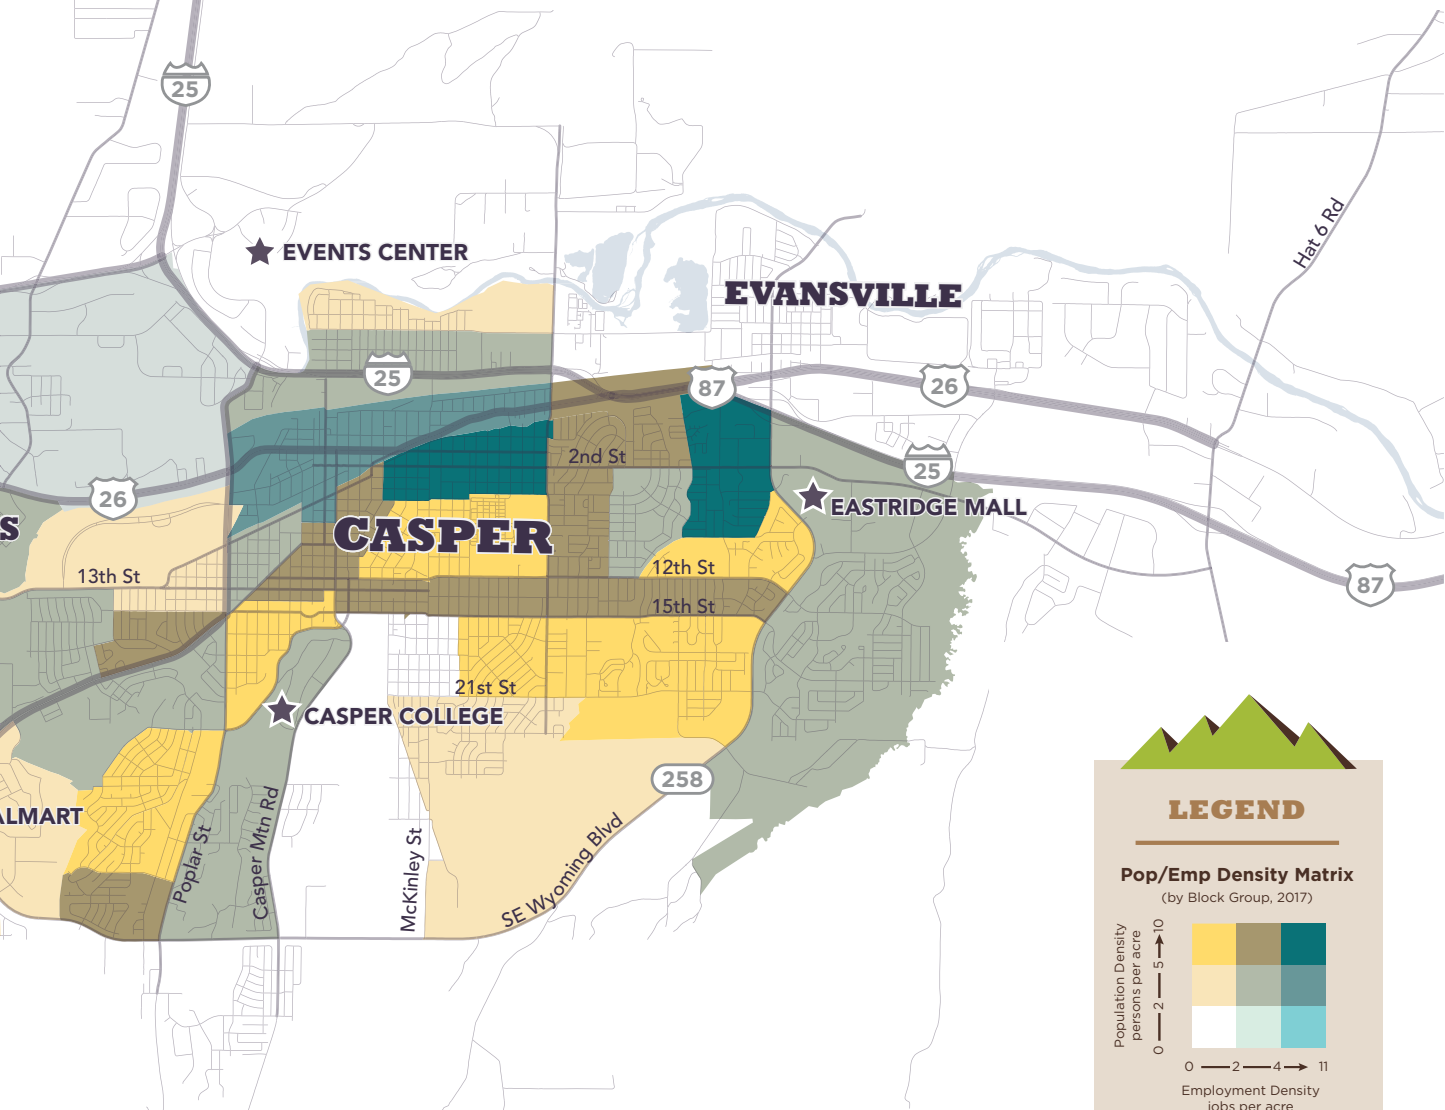 25
Hat 6 Rd
EVENTS CENTER
EVANSVILLE
25
87
26
2nd St
25
26
EASTRIDGE MALL
S
CASPER
13th St
12th St
87
15th St
21st St
CASPER COLLEGE
258
ALMART
Poplar St
Casper Mtn Rd
McKinley St
SE Wyoming Blvd
LEGEND
Pop/Emp Density Matrix
(by Block Group, 2017)
Population Density
persons per acre
0 2 5 10
0 2 4 11
Employment Density
jobs per acre